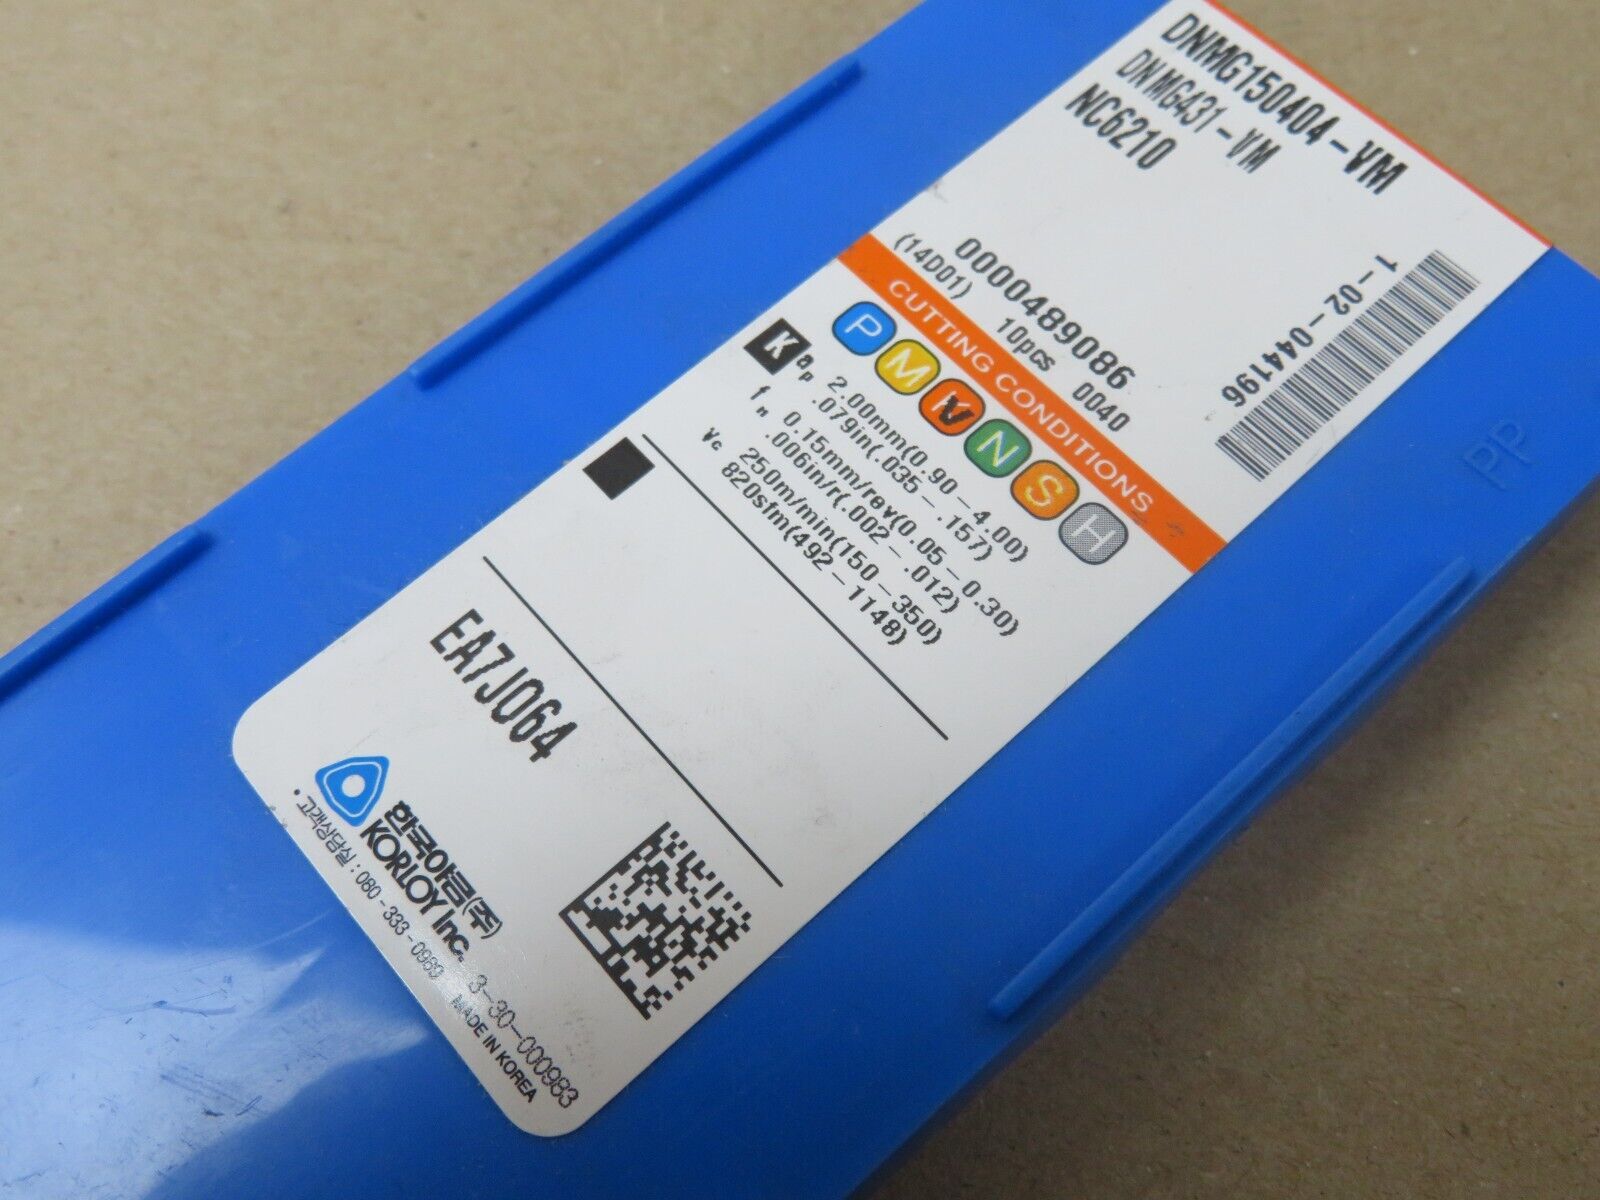 DNMG150404-VM
DNMG431-VM
NC6210
1-02-044196
0000489086
(14D01) 10pcs 0040
CUTTING CONDITIONS
P M K N S H
K ap 2.00mm(0.90-4.00)
.079in(.035-.157)
fn 0.15mm/rev(0.05-0.30)
.006in/r(.002-.012)
Vc 250m/min(150-350)
820sfm(492-1148)
EA7J064
한국야금(주)
KORLOY Inc.
• 고객상담실 : 080-333-0989
3-30-000983
MADE IN KOREA
PP